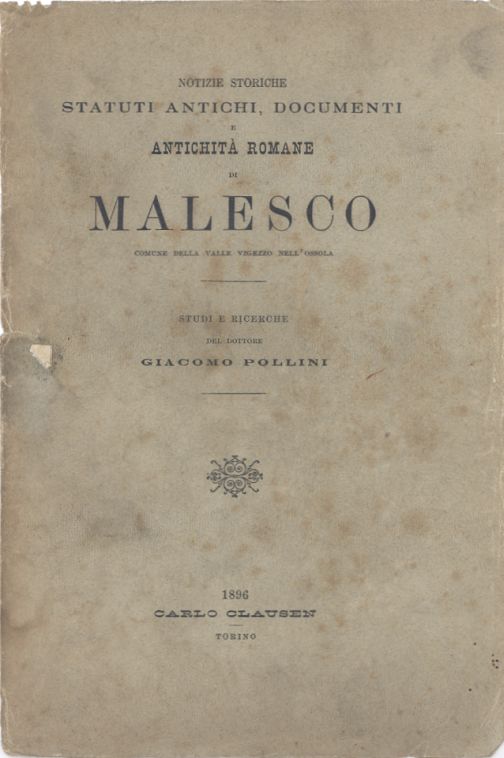 NOTIZIE STORICHE
STATUTI ANTICHI, DOCUMENTI
E
ANTICHITÀ ROMANE
DI
MALESCO
COMUNE DELLA VALLE VIGEZZO NELL'OSSOLA
STUDI E RICERCHE
DEL DOTTORE
GIACOMO POLLINI
1896
CARLO CLAUSEN
TORINO